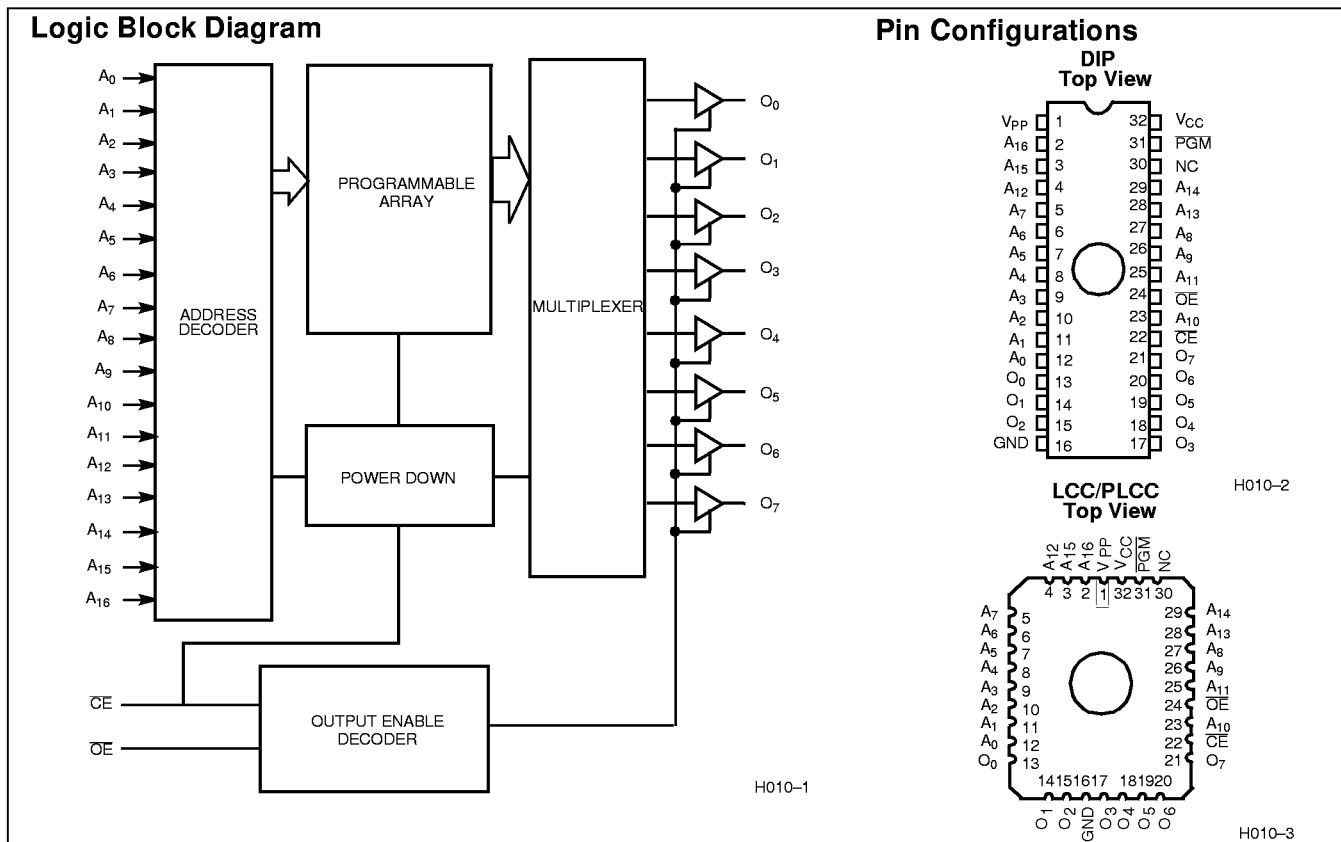 Logic Block Diagram
A0
A1
A2
A3
A4
A5
A6
A7
A8
A9
A10
A11
A12
A13
A14
A15
A16
ADDRESS
DECODER
PROGRAMMABLE
ARRAY
POWER DOWN
MULTIPLEXER
O0
O1
O2
O3
O4
O5
O6
O7
CE
OE
OUTPUT ENABLE
DECODER
H010–1
Pin Configurations
DIP
Top View
VPP 1 32 VCC
A16 2 31 PGM
A15 3 30 NC
A12 4 29 A14
A7 5 28 A13
A6 6 27 A8
A5 7 26 A9
A4 8 25 A11
A3 9 24 OE
A2 10 23 A10
A1 11 22 CE
A0 12 21 O7
O0 13 20 O6
O1 14 19 O5
O2 15 18 O4
GND 16 17 O3
H010–2
LCC/PLCC
Top View
A12 A15 A16 VPP VCC PGM NC
4 3 2 1 32 31 30
A7 5 29 A14
A6 6 28 A13
A5 7 27 A8
A4 8 26 A9
A3 9 25 A11
A2 10 24 OE
A1 11 23 A10
A0 12 22 CE
O0 13 21 O7
14 15 16 17 18 19 20
O1 O2 GND O3 O4 O5 O6
H010–3